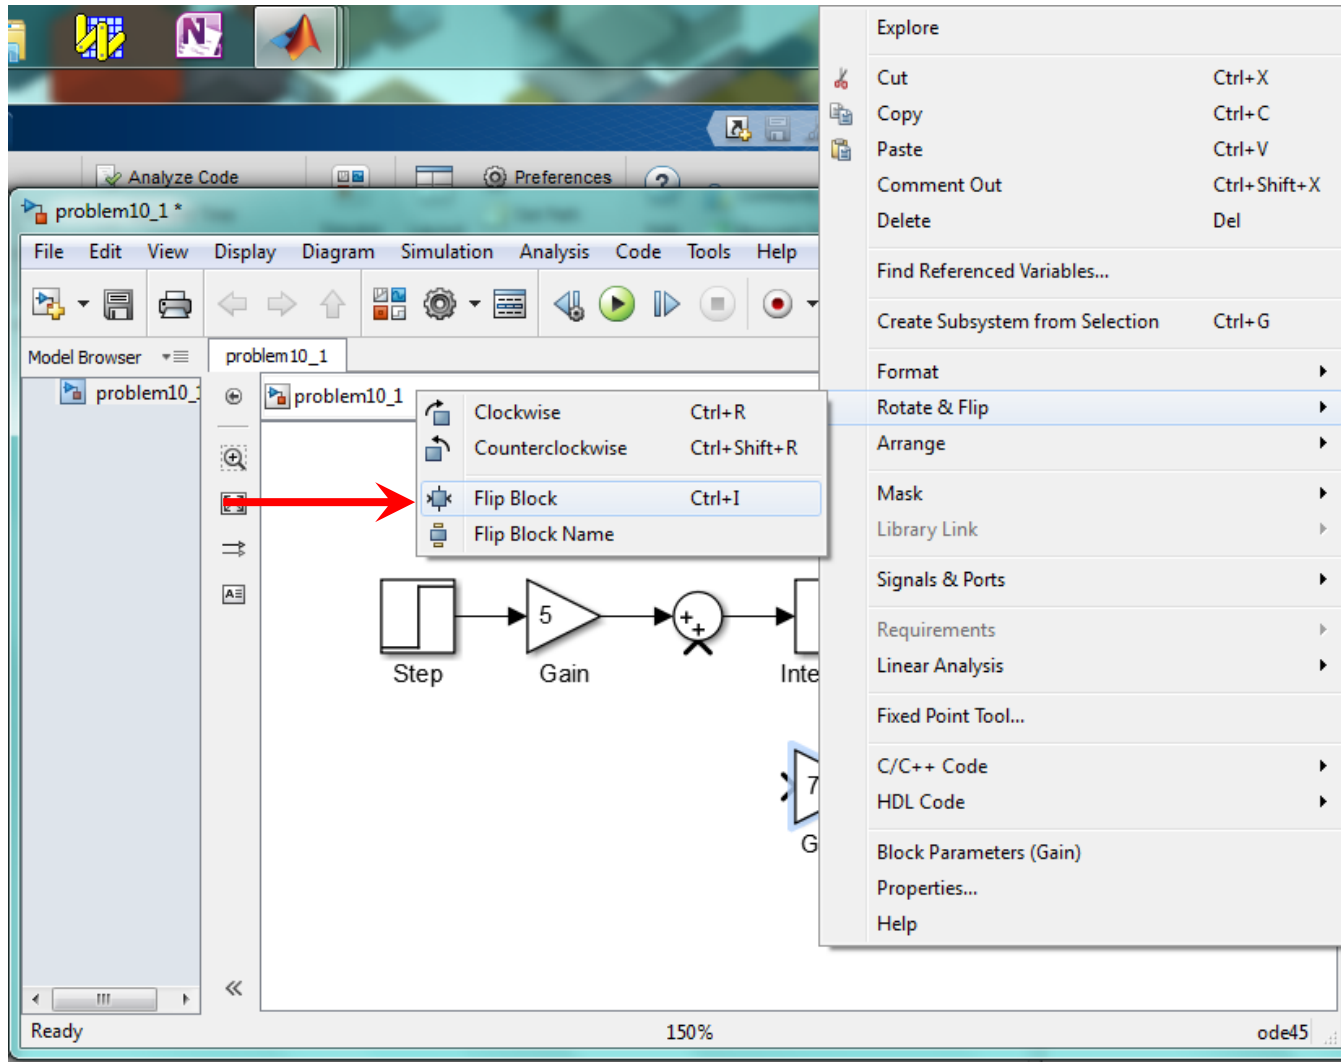 Explore
Cut Ctrl+X
Copy Ctrl+C
Paste Ctrl+V
Comment Out Ctrl+Shift+X
Delete Del
Find Referenced Variables...
Create Subsystem from Selection Ctrl+G
Format
Rotate & Flip
Arrange
Mask
Library Link
Signals & Ports
Requirements
Linear Analysis
Fixed Point Tool...
C/C++ Code
HDL Code
Block Parameters (Gain)
Properties...
Help
N
Analyze Code
Preferences
?
problem10_1 *
File Edit View Display Diagram Simulation Analysis Code Tools Help
Model Browser
problem10_1
problem10_1
problem10_1
Clockwise Ctrl+R
Counterclockwise Ctrl+Shift+R
Flip Block Ctrl+I
Flip Block Name
5
+
+
Step Gain Inte
7
G
Ready 150% ode45